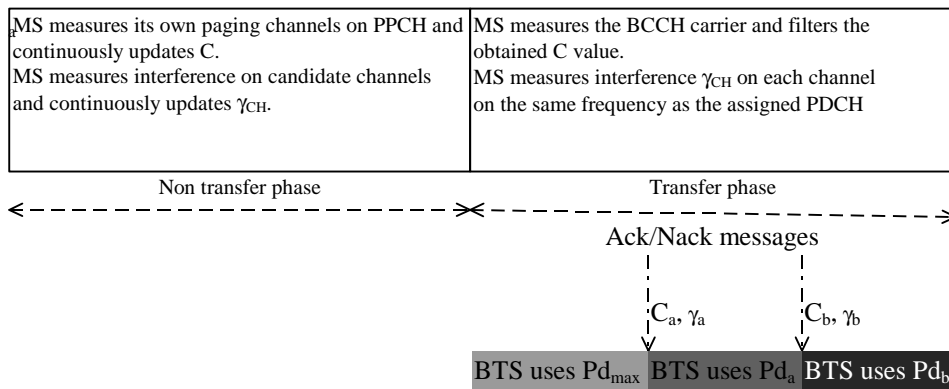 a
MS measures its own paging channels on PPCH and
continuously updates C.
MS measures interference on candidate channels
and continuously updates γCH.
MS measures the BCCH carrier and filters the
obtained C value.
MS measures interference γCH on each channel
on the same frequency as the assigned PDCH
Non transfer phase
Transfer phase
Ack/Nack messages
Ca, γa
Cb, γb
BTS uses Pdmax
BTS uses Pda
BTS uses Pdb